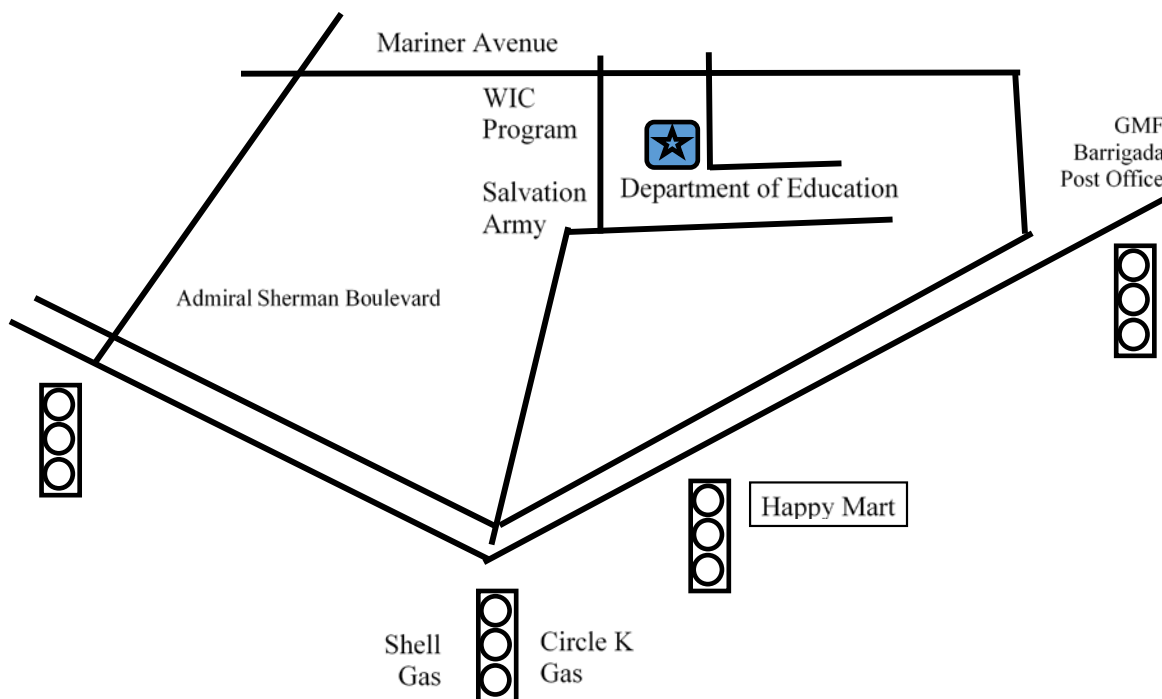 Mariner Avenue
WIC
Program
GMF
Barrigada
Post Office
Salvation
Army
Department of Education
Admiral Sherman Boulevard
Happy Mart
Shell
Gas
Circle K
Gas